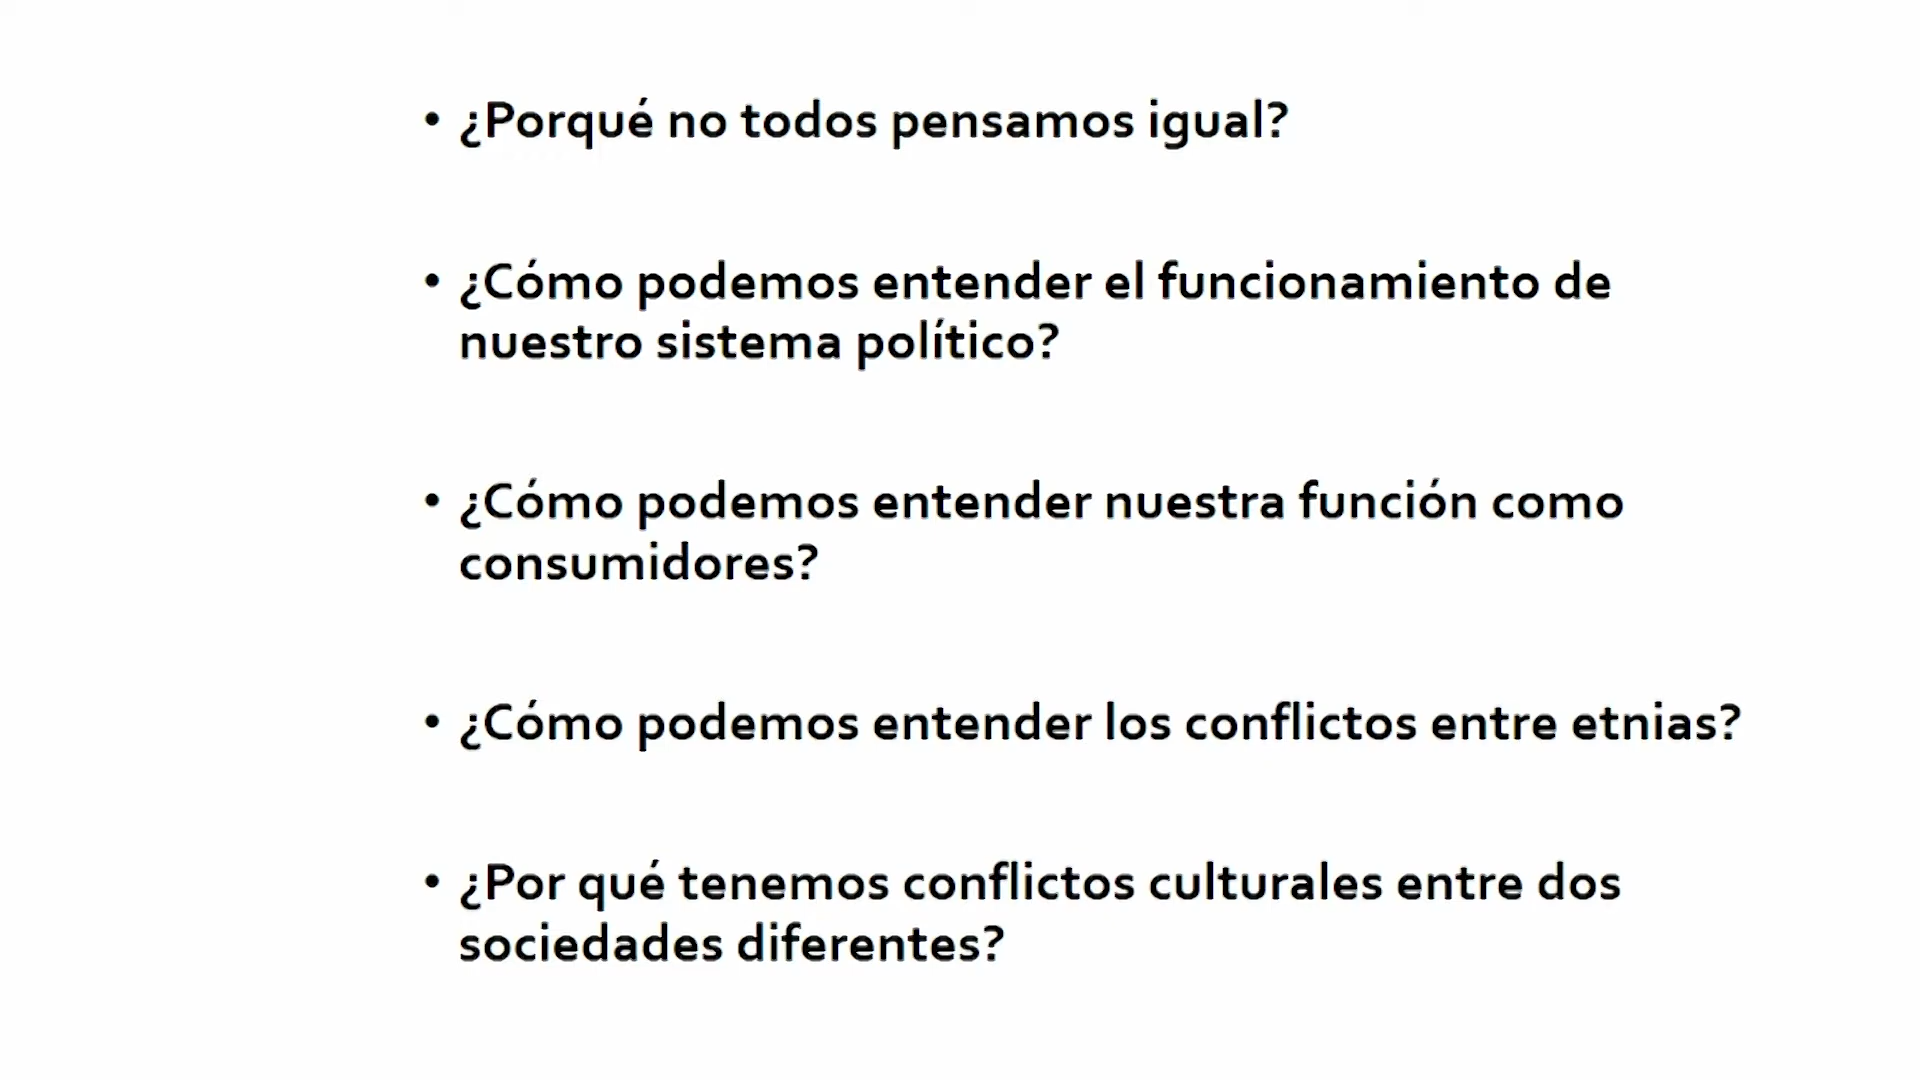 • ¿Porqué no todos pensamos igual?
• ¿Cómo podemos entender el funcionamiento de
nuestro sistema político?
• ¿Cómo podemos entender nuestra función como
consumidores?
• ¿Cómo podemos entender los conflictos entre etnias?
• ¿Por qué tenemos conflictos culturales entre dos
sociedades diferentes?